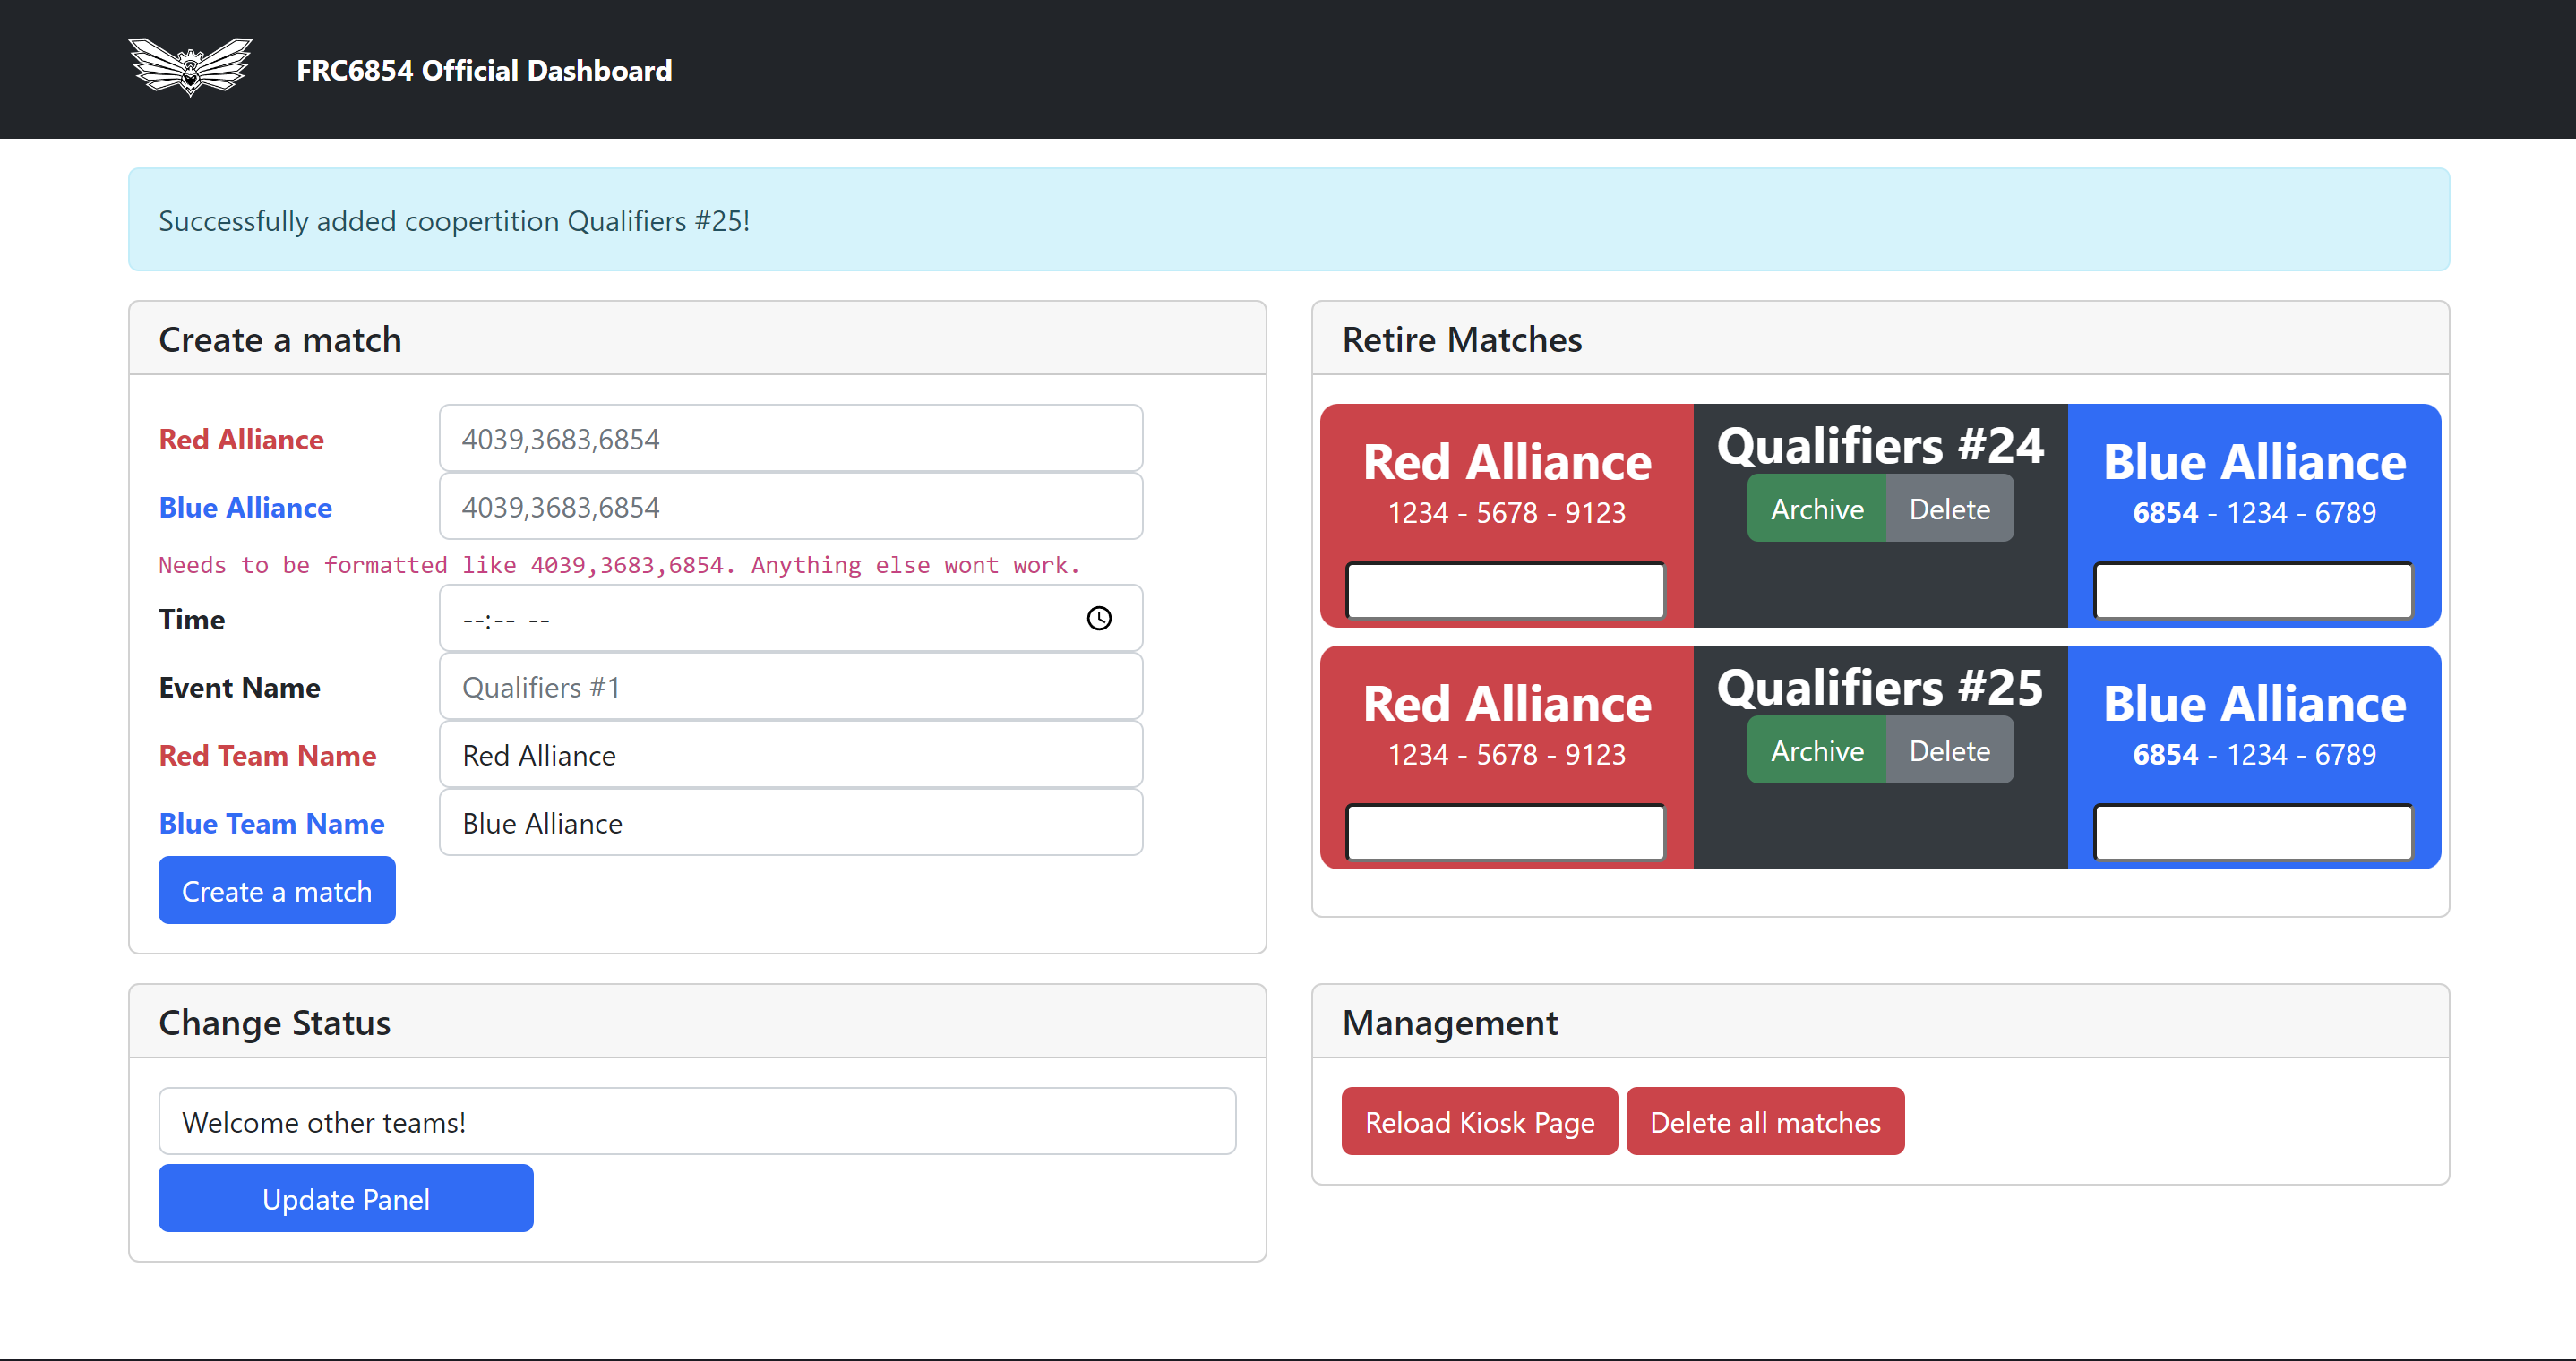 FRC6854 Official Dashboard
Successfully added coopertition Qualifiers #25!
Create a match
Red Alliance
4039,3683,6854
Blue Alliance
4039,3683,6854
Needs to be formatted like 4039,3683,6854. Anything else wont work.
Time
--:-- --
Event Name
Qualifiers #1
Red Team Name
Red Alliance
Blue Team Name
Blue Alliance
Create a match
Retire Matches
Red Alliance
1234 - 5678 - 9123
Qualifiers #24
Archive Delete
Blue Alliance
6854 - 1234 - 6789
Red Alliance
1234 - 5678 - 9123
Qualifiers #25
Archive Delete
Blue Alliance
6854 - 1234 - 6789
Change Status
Welcome other teams!
Update Panel
Management
Reload Kiosk Page Delete all matches